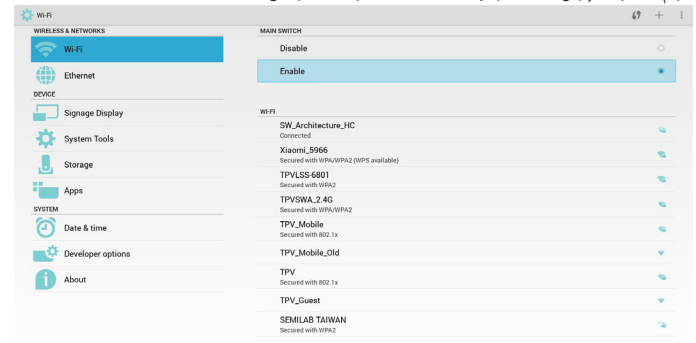 Wi-Fi
WIRELESS & NETWORKS
Wi-Fi
Ethernet
DEVICE
Signage Display
System Tools
Storage
Apps
SYSTEM
Date & time
Developer options
About
MAIN SWITCH
Disable
Enable
WI-FI
SW_Architecture_HC
Connected
Xiaomi_5966
Secured with WPA/WPA2 (WPS available)
TPVLSS-6801
Secured with WPA2
TPVSWA_2.4G
Secured with WPA/WPA2
TPV_Mobile
Secured with 802.1x
TPV_Mobile_Old
TPV
Secured with 802.1x
TPV_Guest
SEMILAB TAIWAN
Secured with WPA2